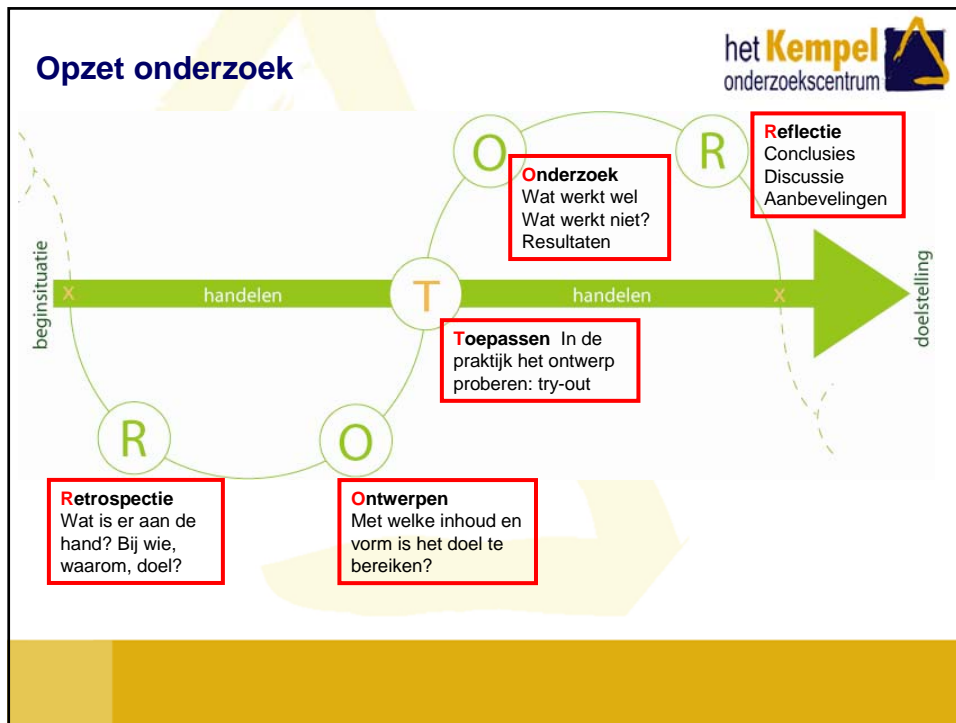 Opzet onderzoek
het Kempel
onderzoekscentrum
O
R
Reflectie
Conclusies
Discussie
Aanbevelingen
Onderzoek
Wat werkt wel
Wat werkt niet?
Resultaten
beginsituatie
x
handelen
T
handelen
x
doelstelling
Toepassen In de
praktijk het ontwerp
proberen: try-out
R
O
Retrospectie
Wat is er aan de
hand? Bij wie,
waarom, doel?
Ontwerpen
Met welke inhoud en
vorm is het doel te
bereiken?